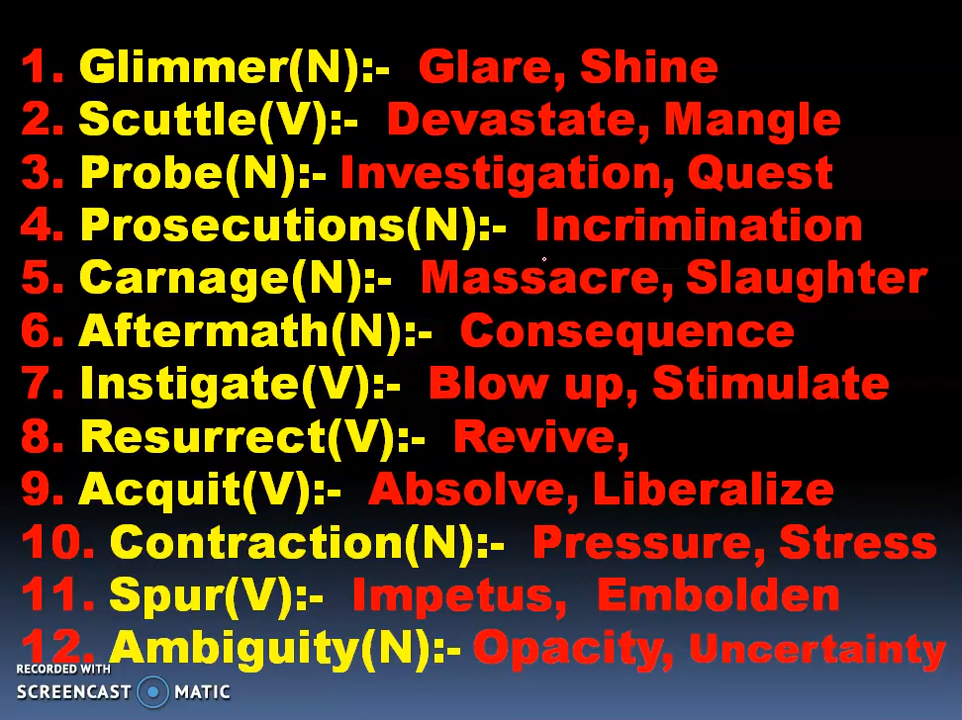 1. Glimmer(N):- Glare, Shine
2. Scuttle(V):- Devastate, Mangle
3. Probe(N):- Investigation, Quest
4. Prosecutions(N):- Incrimination
5. Carnage(N):- Massacre, Slaughter
6. Aftermath(N):- Consequence
7. Instigate(V):- Blow up, Stimulate
8. Resurrect(V):- Revive,
9. Acquit(V):- Absolve, Liberalize
10. Contraction(N):- Pressure, Stress
11. Spur(V):- Impetus, Embolden
12. Ambiguity(N):- Opacity, Uncertainty
RECORDED WITH
SCREENCAST MATIC